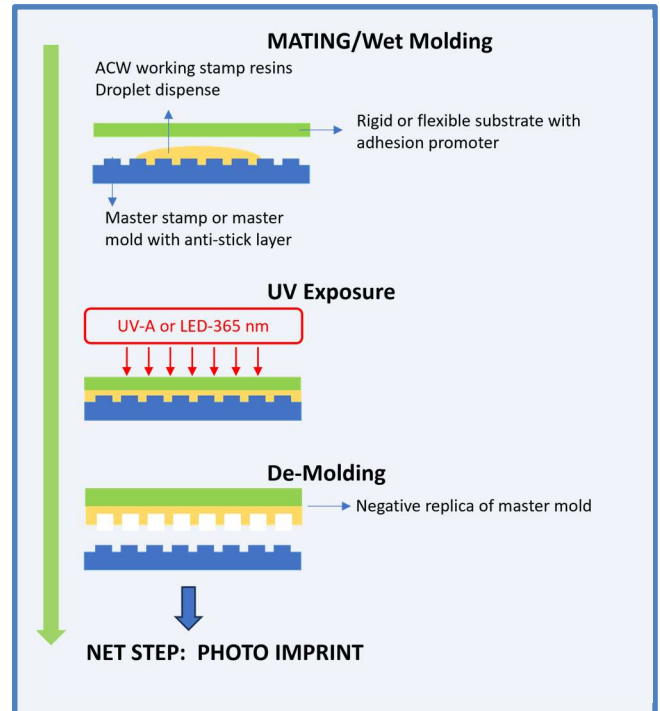 MATING/Wet Molding
ACW working stamp resins
Droplet dispense
Rigid or flexible substrate with
adhesion promoter
Master stamp or master
mold with anti-stick layer
UV Exposure
UV-A or LED-365 nm
De-Molding
Negative replica of master mold
NET STEP: PHOTO IMPRINT